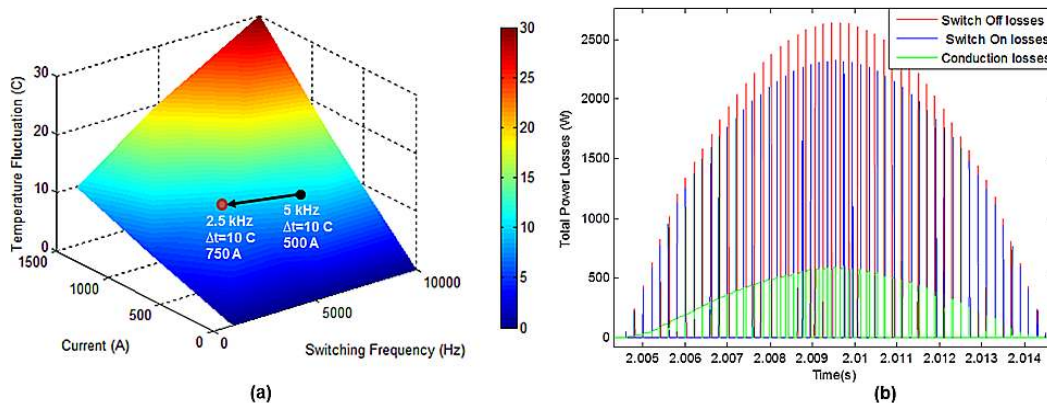 30
20
10
0
Temperature Fluctuation (C)
1500
1000
500
0
Current (A)
0
5000
10000
Switching Frequency (Hz)
2.5 kHz
Δt=10 C
750 A
5 kHz
Δt=10 C
500 A
30
25
20
15
10
5
0
(a)
Switch Off losses
Switch On losses
Conduction losses
2500
2000
1500
1000
500
0
Total Power Losses (W)
2.005
2.006
2.007
2.008
2.009
2.01
2.011
2.012
2.013
2.014
Time(s)
(b)